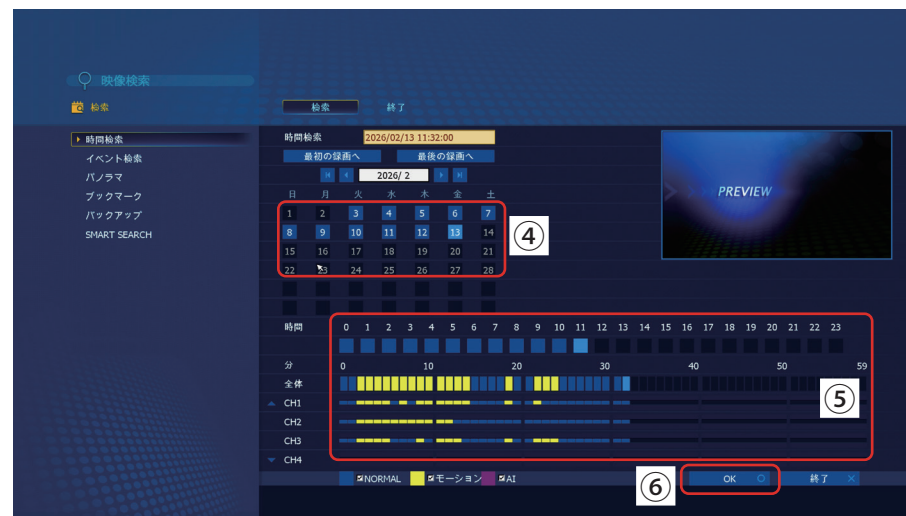 映像検索
検索
検索 終了
時間検索
イベント検索
パノラマ
ブックマーク
バックアップ
SMART SEARCH
時間検索 2026/02/13 11:32:00
最初の録画へ 最後の録画へ
2026/ 2
日 月 火 水 木 金 土
1 2 3 4 5 6 7
8 9 10 11 12 13 14
15 16 17 18 19 20 21
22 23 24 25 26 27 28
④
PREVIEW
時間 0 1 2 3 4 5 6 7 8 9 10 11 12 13 14 15 16 17 18 19 20 21 22 23
分 0 10 20 30 40 50 59
全体
CH1
CH2
CH3
CH4
⑤
NORMAL モーション AI
⑥
OK 終了